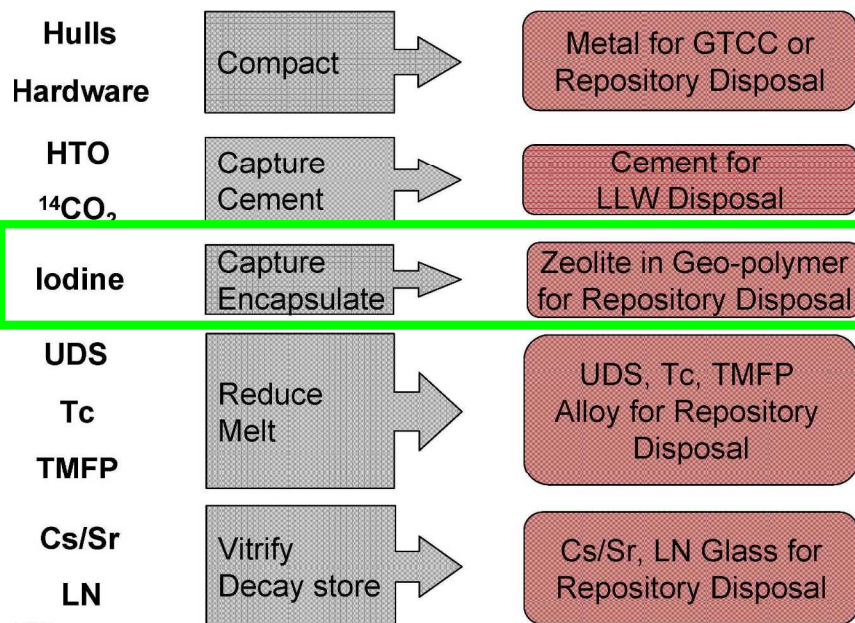 Hulls
Hardware
Compact
Metal for GTCC or
Repository Disposal
HTO
¹⁴CO₂
Capture
Cement
Cement for
LLW Disposal
Iodine
Capture
Encapsulate
Zeolite in Geo-polymer
for Repository Disposal
UDS
Tc
TMFP
Reduce
Melt
UDS, Tc, TMFP
Alloy for Repository
Disposal
Cs/Sr
LN
Vitrify
Decay store
Cs/Sr, LN Glass for
Repository Disposal